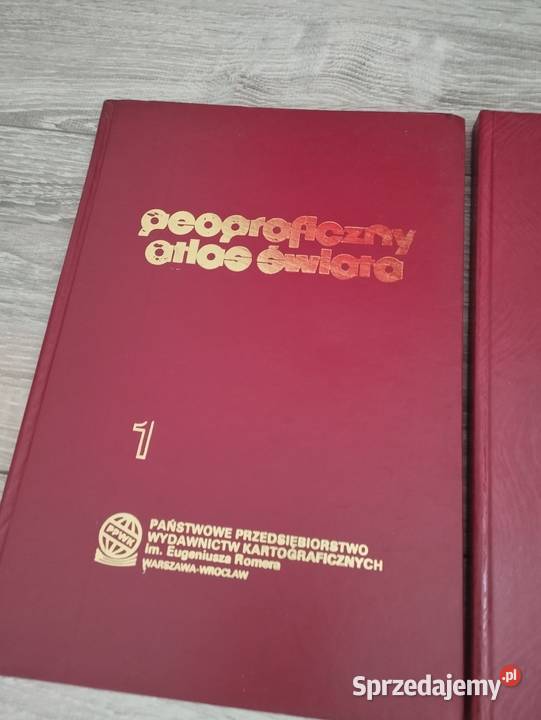 geograficzny
atlas świata
1
PPWK
PAŃSTWOWE PRZEDSIĘBIORSTWO
WYDAWNICTW KARTOGRAFICZNYCH
im. Eugeniusza Romera
WARSZAWA-WROCŁAW
Sprzedajemy.pl